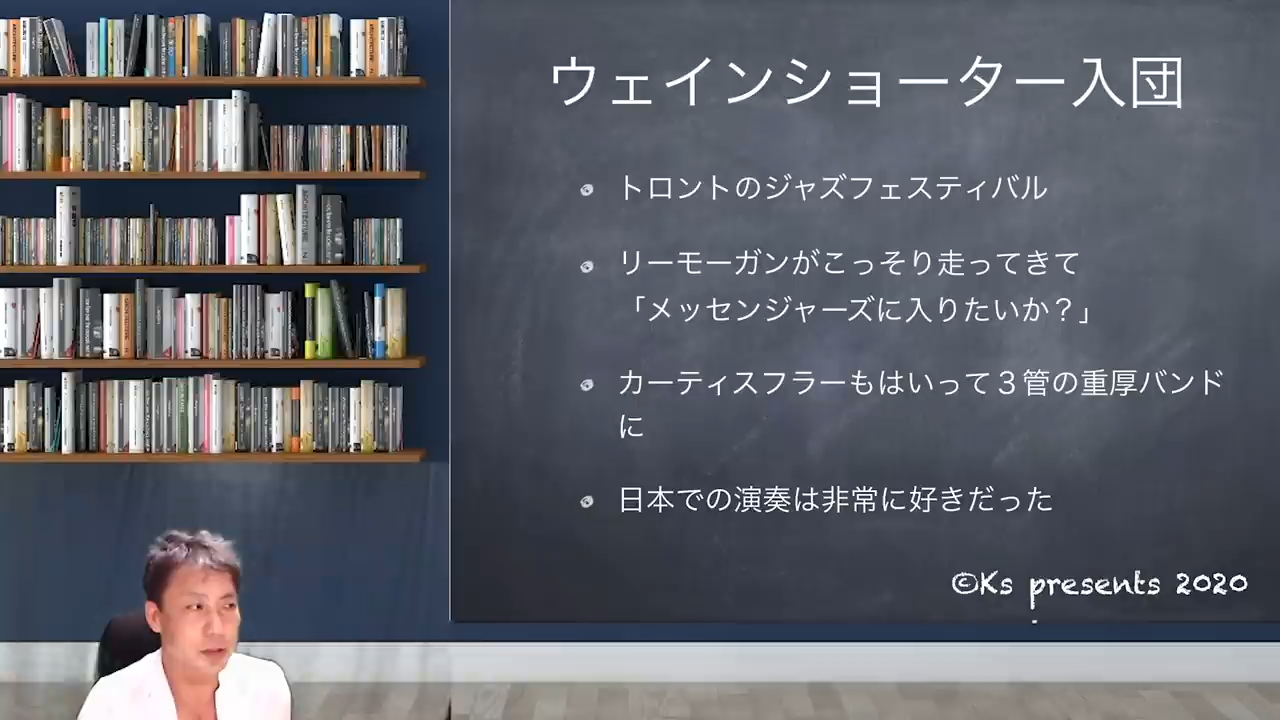 ウェインショーター入団
トロントのジャズフェスティバル
リーモーガンがこっそり走ってきて
「メッセンジャーズに入りたいか？」
カーティスフラーもはいって３管の重厚バンド
に
日本での演奏は非常に好きだった
©Ks presents 2020